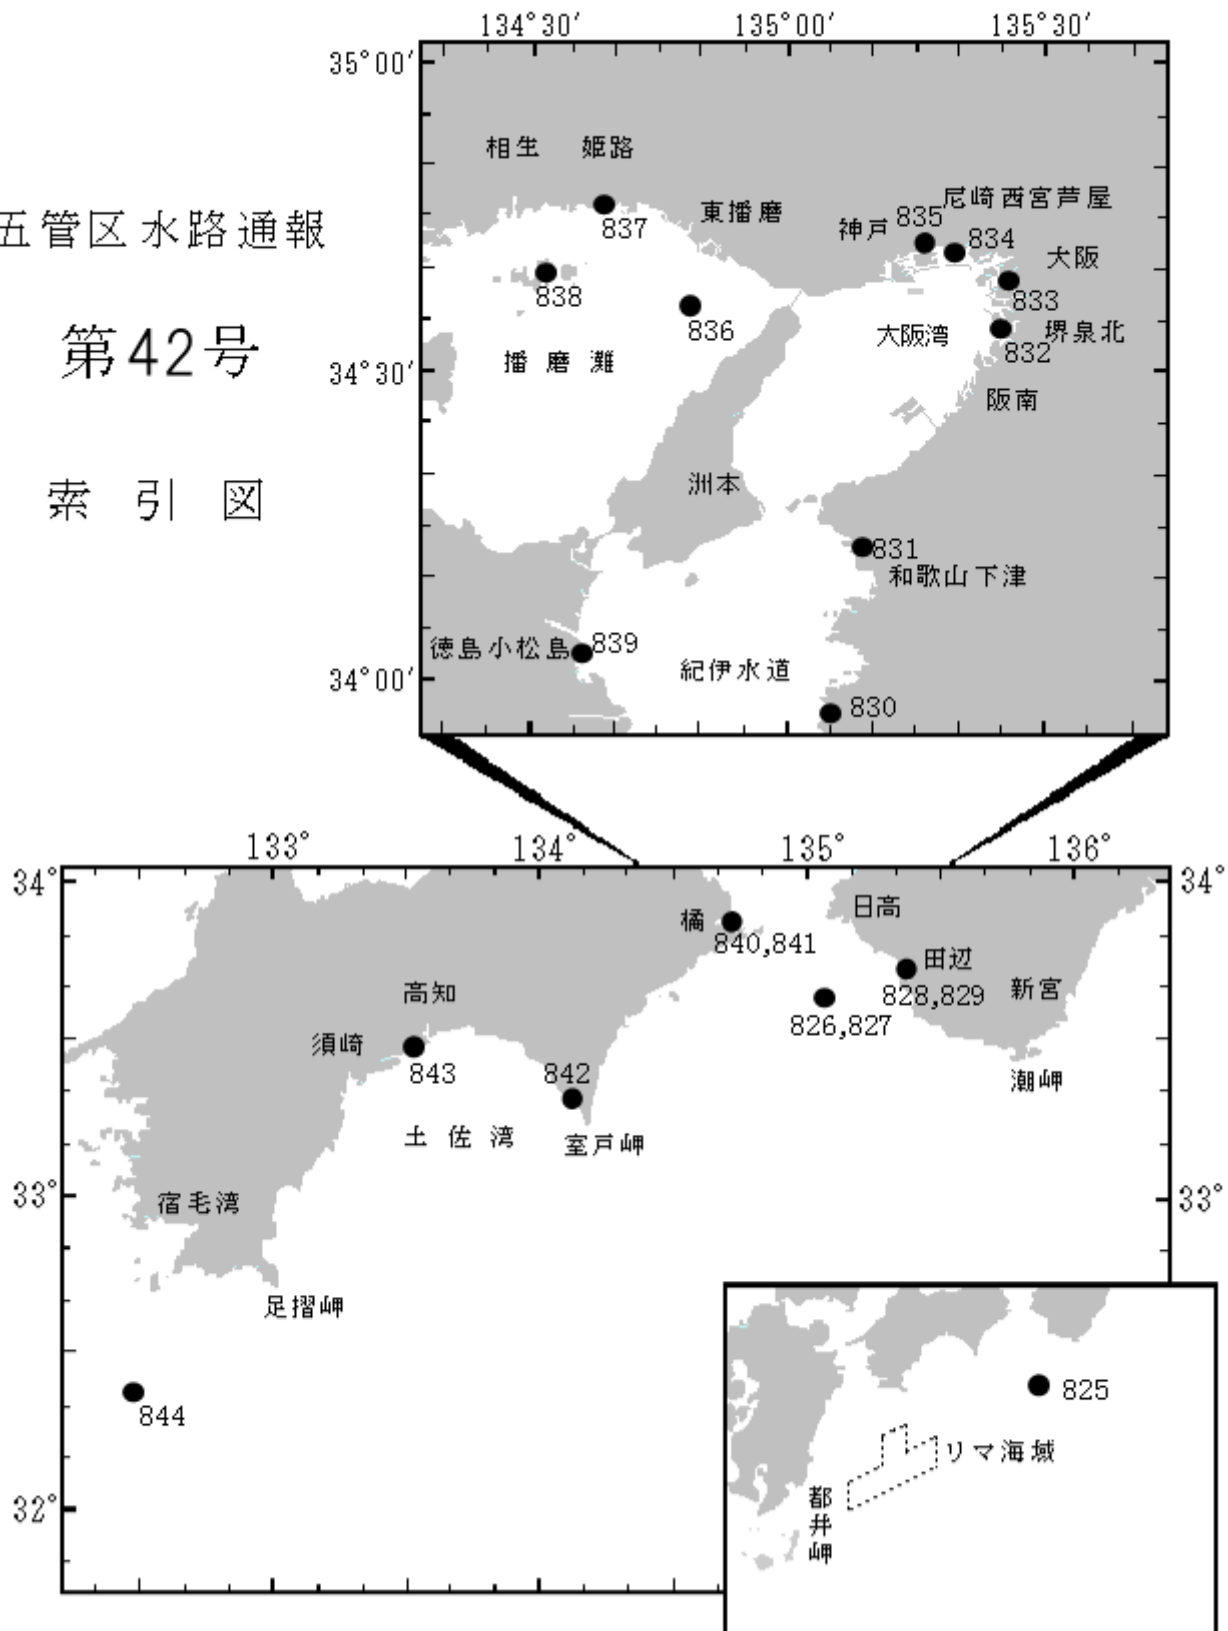 五管区水路通報
第42号
索引図
134°30′ 135°00′ 135°30′
35°00′
34°30′
34°00′
相生 姫路
837
東播磨
838
836
播磨灘
神戸
835
尼崎西宮芦屋
834
大阪
833
大阪湾
832
堺泉北
阪南
洲本
831
和歌山下津
徳島小松島
839
紀伊水道
830
133° 134° 135° 136°
34° 34°
33° 33°
32°
橘
840,841
日高
田辺
828,829
新宮
826,827
潮岬
高知
須崎
843
842
土佐湾
室戸岬
宿毛湾
足摺岬
844
825
リマ海域
都井岬